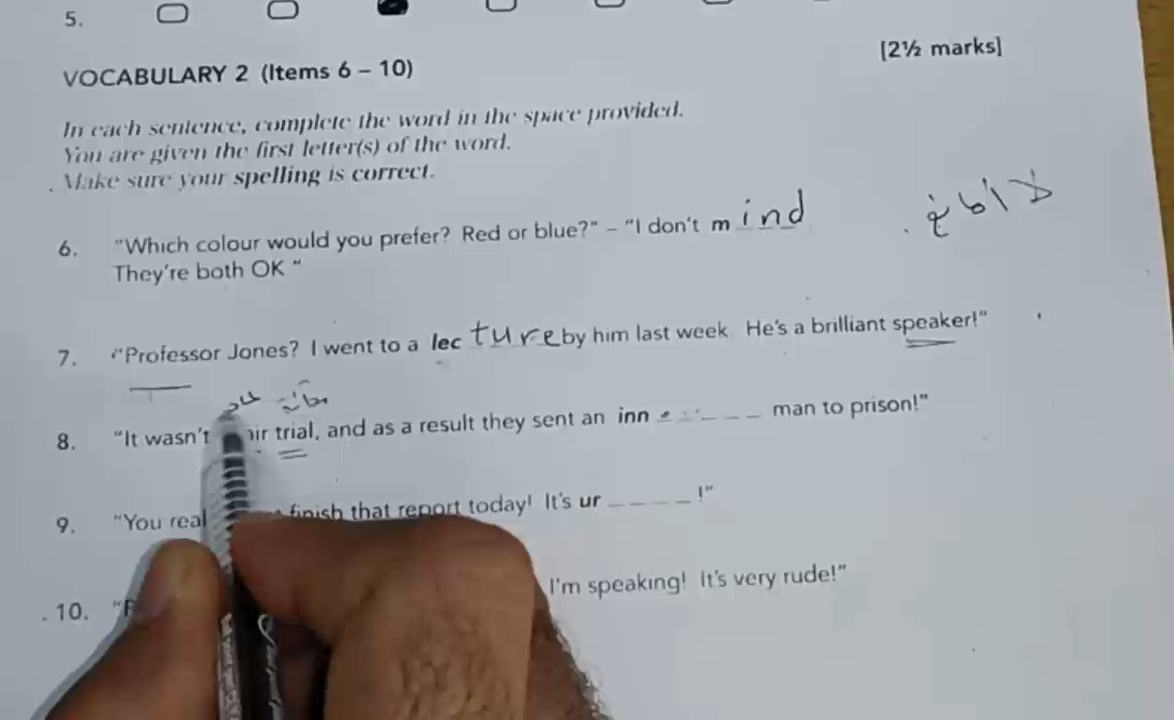 5.
[2½ marks]
VOCABULARY 2 (Items 6 – 10)
In each sentence, complete the word in the space provided.
You are given the first letter(s) of the word.
Make sure your spelling is correct.
لا أمانع
6. "Which colour would you prefer? Red or blue?" – "I don't mind
They're both OK "
7. "Professor Jones? I went to a lecture by him last week. He's a brilliant speaker!"
8. "It wasn't trial, and as a result they sent an inn _ _ _ _ _ man to prison!"
9. "You finish that report today! It's ur _ _ _ _ !"
10. I'm speaking! It's very rude!"